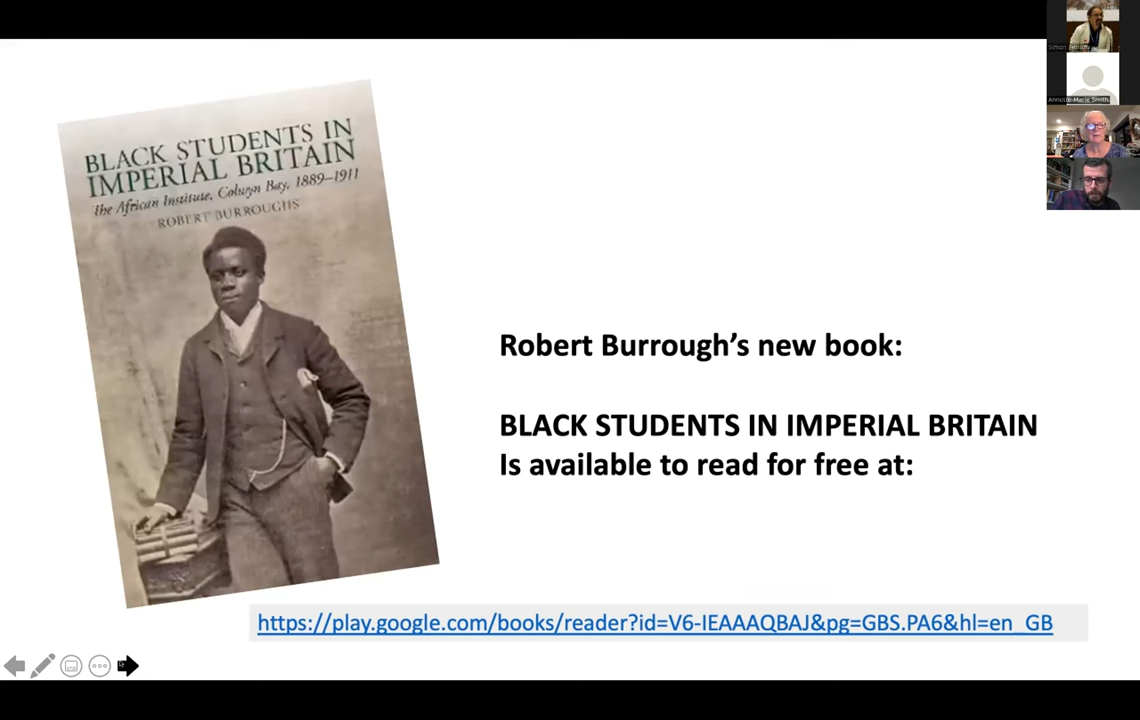 BLACK STUDENTS IN
IMPERIAL BRITAIN
The African Institute, Colwyn Bay, 1889–1911
ROBERT BURROUGHS
Robert Burrough’s new book:
BLACK STUDENTS IN IMPERIAL BRITAIN
Is available to read for free at:
https://play.google.com/books/reader?id=V6-IEAAAQBAJ&pg=GBS.PA6&hl=en_GB
Simon
Annette-Marie Smith